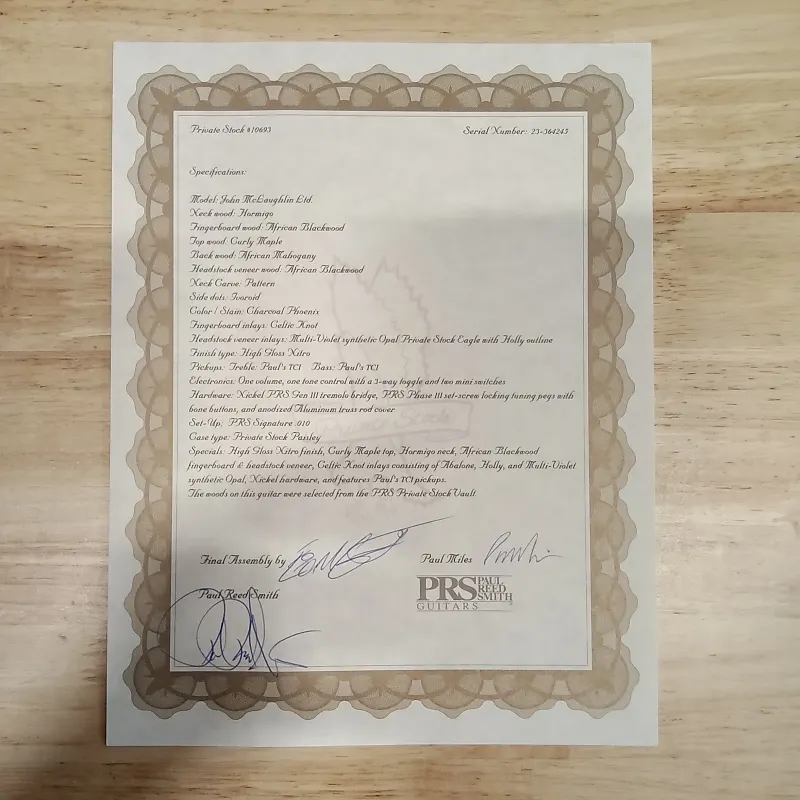 Private Stock #10693
Serial Number: 23-364243
Specifications:
Model: John McLaughlin Ltd.
Neck wood: Hormigo
Fingerboard wood: African Blackwood
Top wood: Curly Maple
Back wood: African Mahogany
Headstock veneer wood: African Blackwood
Neck Carve: Pattern
Side dots: Ivoroid
Color / Stain: Charcoal Phoenix
Fingerboard inlays: Celtic Knot
Headstock veneer inlays: Multi-Violet synthetic Opal Private Stock Eagle with Holly outline
Finish type: High Gloss Nitro
Pickups: Treble: Paul's TCI Bass: Paul's TCI
Electronics: One volume, one tone control with a 3-way toggle and two mini switches
Hardware: Nickel PRS Gen III tremolo bridge, PRS Phase III set-screw locking tuning pegs with
bone buttons, and anodized Aluminum truss rod cover
Set-Up: PRS Signature .010
Case type: Private Stock Paisley
Specials: High Gloss Nitro finish, Curly Maple top, Hormigo neck, African Blackwood
fingerboard & headstock veneer, Celtic Knot inlays consisting of Abalone, Holly, and Multi-Violet
synthetic Opal, Nickel hardware, and features Paul's TCI pickups.
The woods on this guitar were selected from the PRS Private Stock Vault.
Final Assembly by
Paul Miles
Paul Reed Smith
PRS PAUL REED SMITH
GUITARS